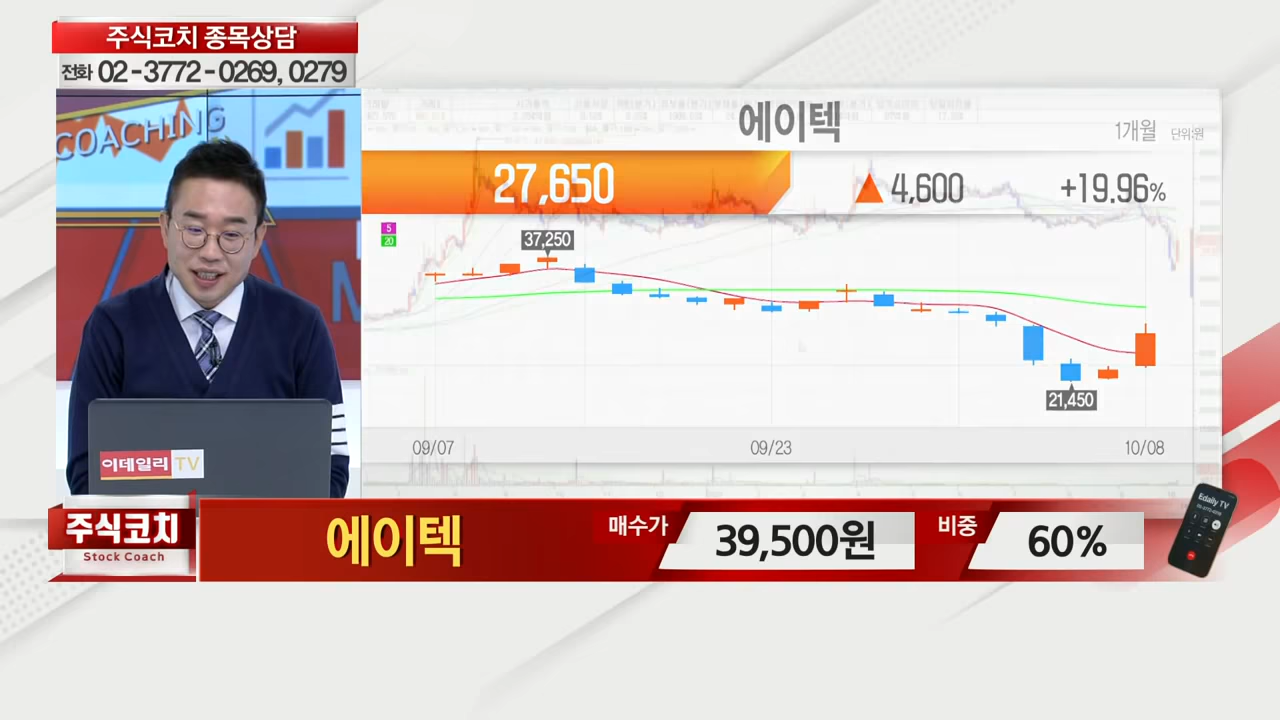 주식코치 종목상담
전화 02-3772-0269, 0279
COACHING
에이텍
1개월 단위:원
27,650
▲ 4,600
+19.96%
5
20
37,250
21,450
09/07
09/23
10/08
이데일리 TV
주식코치
Stock Coach
에이텍
매수가
39,500원
비중
60%
Edaily TV